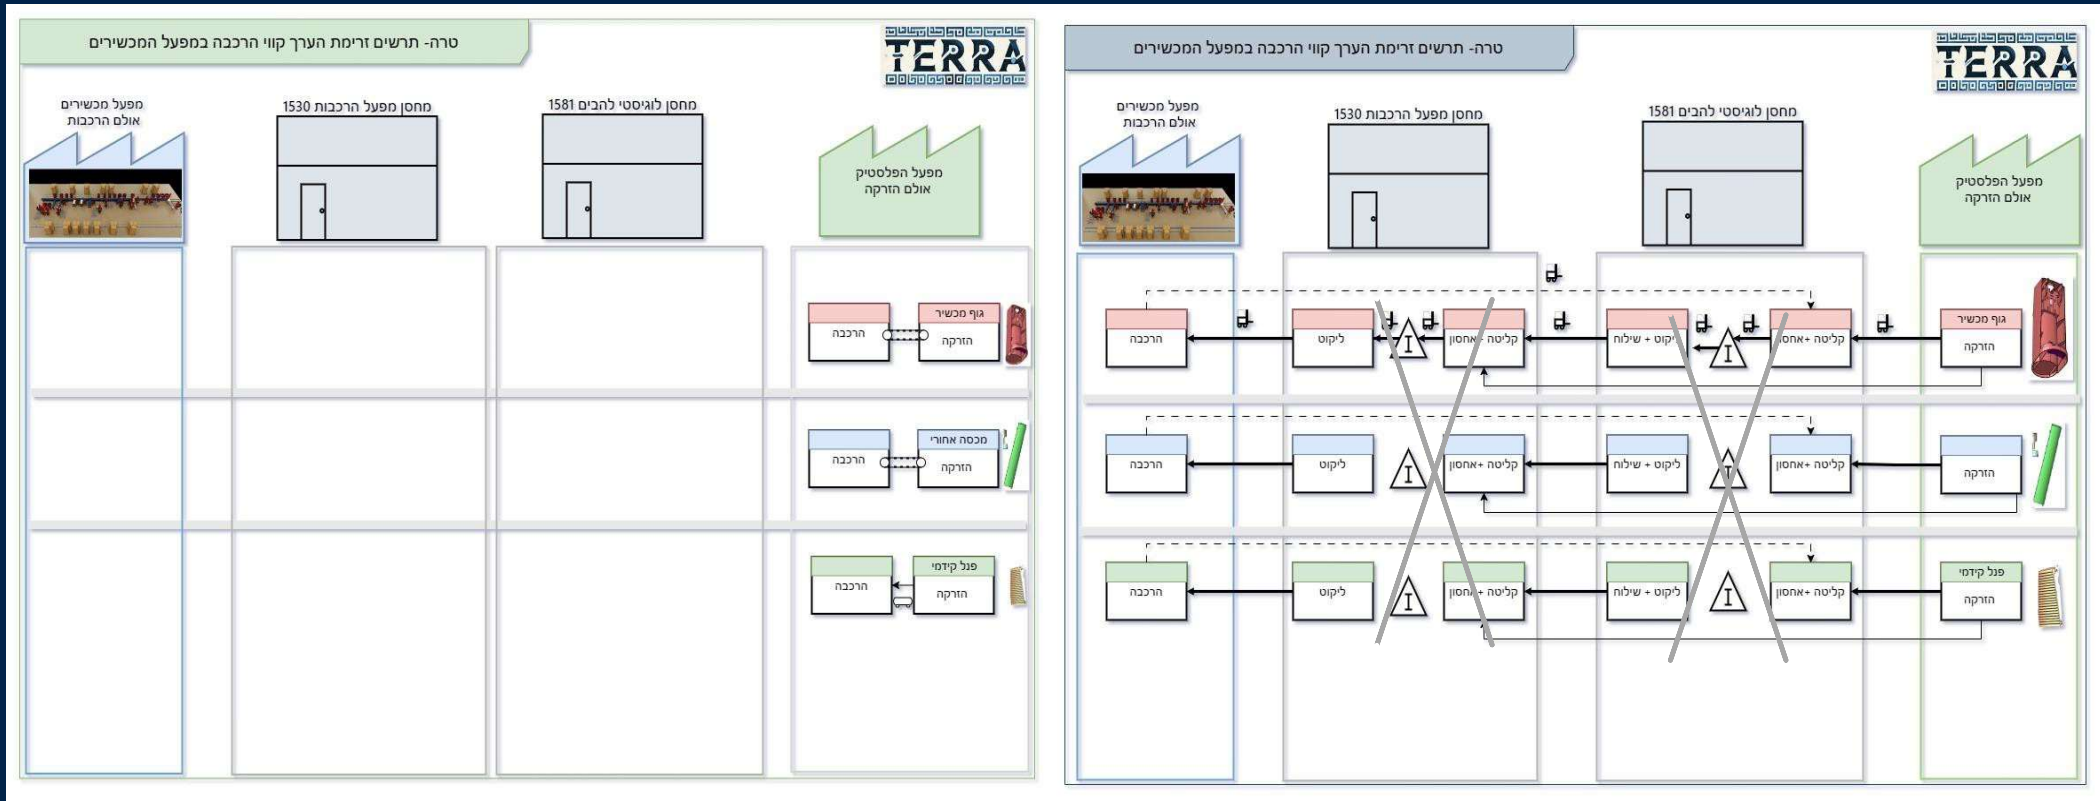 טרה- תרשים זרימת הערך קווי הרכבה במפעל המכשירים
TERRA
מפעל מכשירים
אולם הרכבות
מחסן מפעל הרכבות 1530
מחסן לוגיסטי להבים 1581
מפעל הפלסטיק
אולם הזרקה
גוף מכשיר
הזרקה
הרכבה
מכסה אחורי
הזרקה
הרכבה
פנל קידמי
הזרקה
הרכבה
טרה- תרשים זרימת הערך קווי הרכבה במפעל המכשירים
TERRA
מפעל מכשירים
אולם הרכבות
מחסן מפעל הרכבות 1530
מחסן לוגיסטי להבים 1581
מפעל הפלסטיק
אולם הזרקה
גוף מכשיר
הזרקה
קליטה +אחסון
I
ליקוט + שילוח
קליטה +אחסון
I
ליקוט
הרכבה
הזרקה
קליטה +אחסון
I
ליקוט + שילוח
קליטה +אחסון
I
ליקוט
הרכבה
פנל קידמי
הזרקה
קליטה +אחסון
I
ליקוט + שילוח
קליטה +אחסון
I
ליקוט
הרכבה